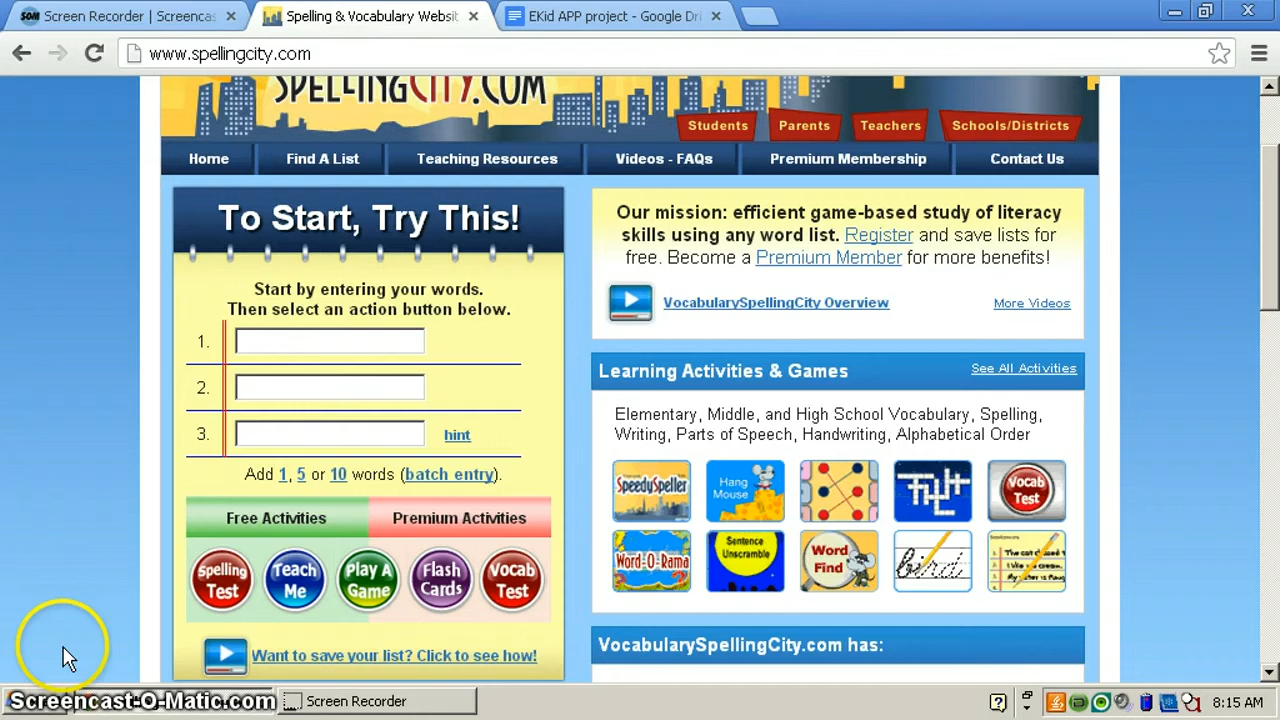 Screen Recorder | Screencas
Spelling & Vocabulary Websit
EKid APP project - Google Dri
www.spellingcity.com
SPELLINGCITY.COM
Students
Parents
Teachers
Schools/Districts
Home
Find A List
Teaching Resources
Videos - FAQs
Premium Membership
Contact Us
To Start, Try This!
Start by entering your words.
Then select an action button below.
1.
2.
3.
hint
Add 1, 5 or 10 words (batch entry).
Free Activities
Premium Activities
Spelling
Test
Teach
Me
Play A
Game
Flash
Cards
Vocab
Test
Want to save your list? Click to see how!
Our mission: efficient game-based study of literacy
skills using any word list. Register and save lists for
free. Become a Premium Member for more benefits!
VocabularySpellingCity Overview
More Videos
Learning Activities & Games
See All Activities
Elementary, Middle, and High School Vocabulary, Spelling,
Writing, Parts of Speech, Handwriting, Alphabetical Order
SpeedySpeller
Hang
Mouse
Vocab
Test
Word-O-Rama
Sentence
Unscramble
Word
Find
bird
VocabularySpellingCity.com has:
Screencast-O-Matic.com
Screen Recorder
8:15 AM